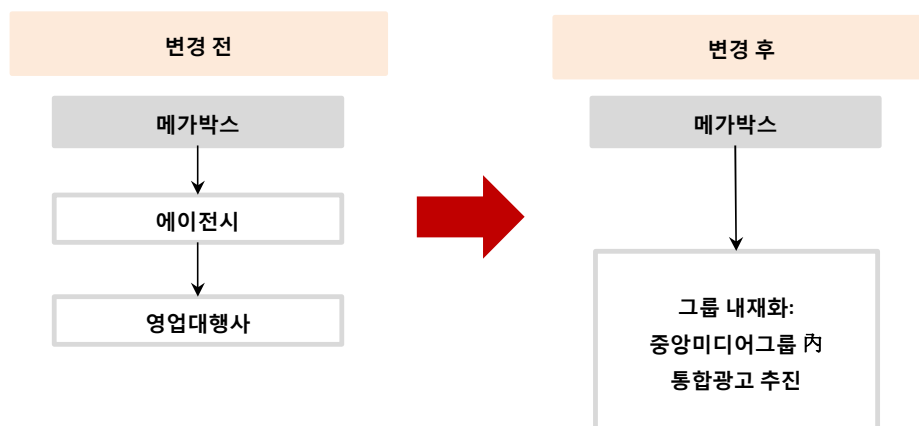 변경 전
메가박스
에이전시
영업대행사
변경 후
메가박스
그룹 내재화:
중앙미디어그룹 內
통합광고 추진